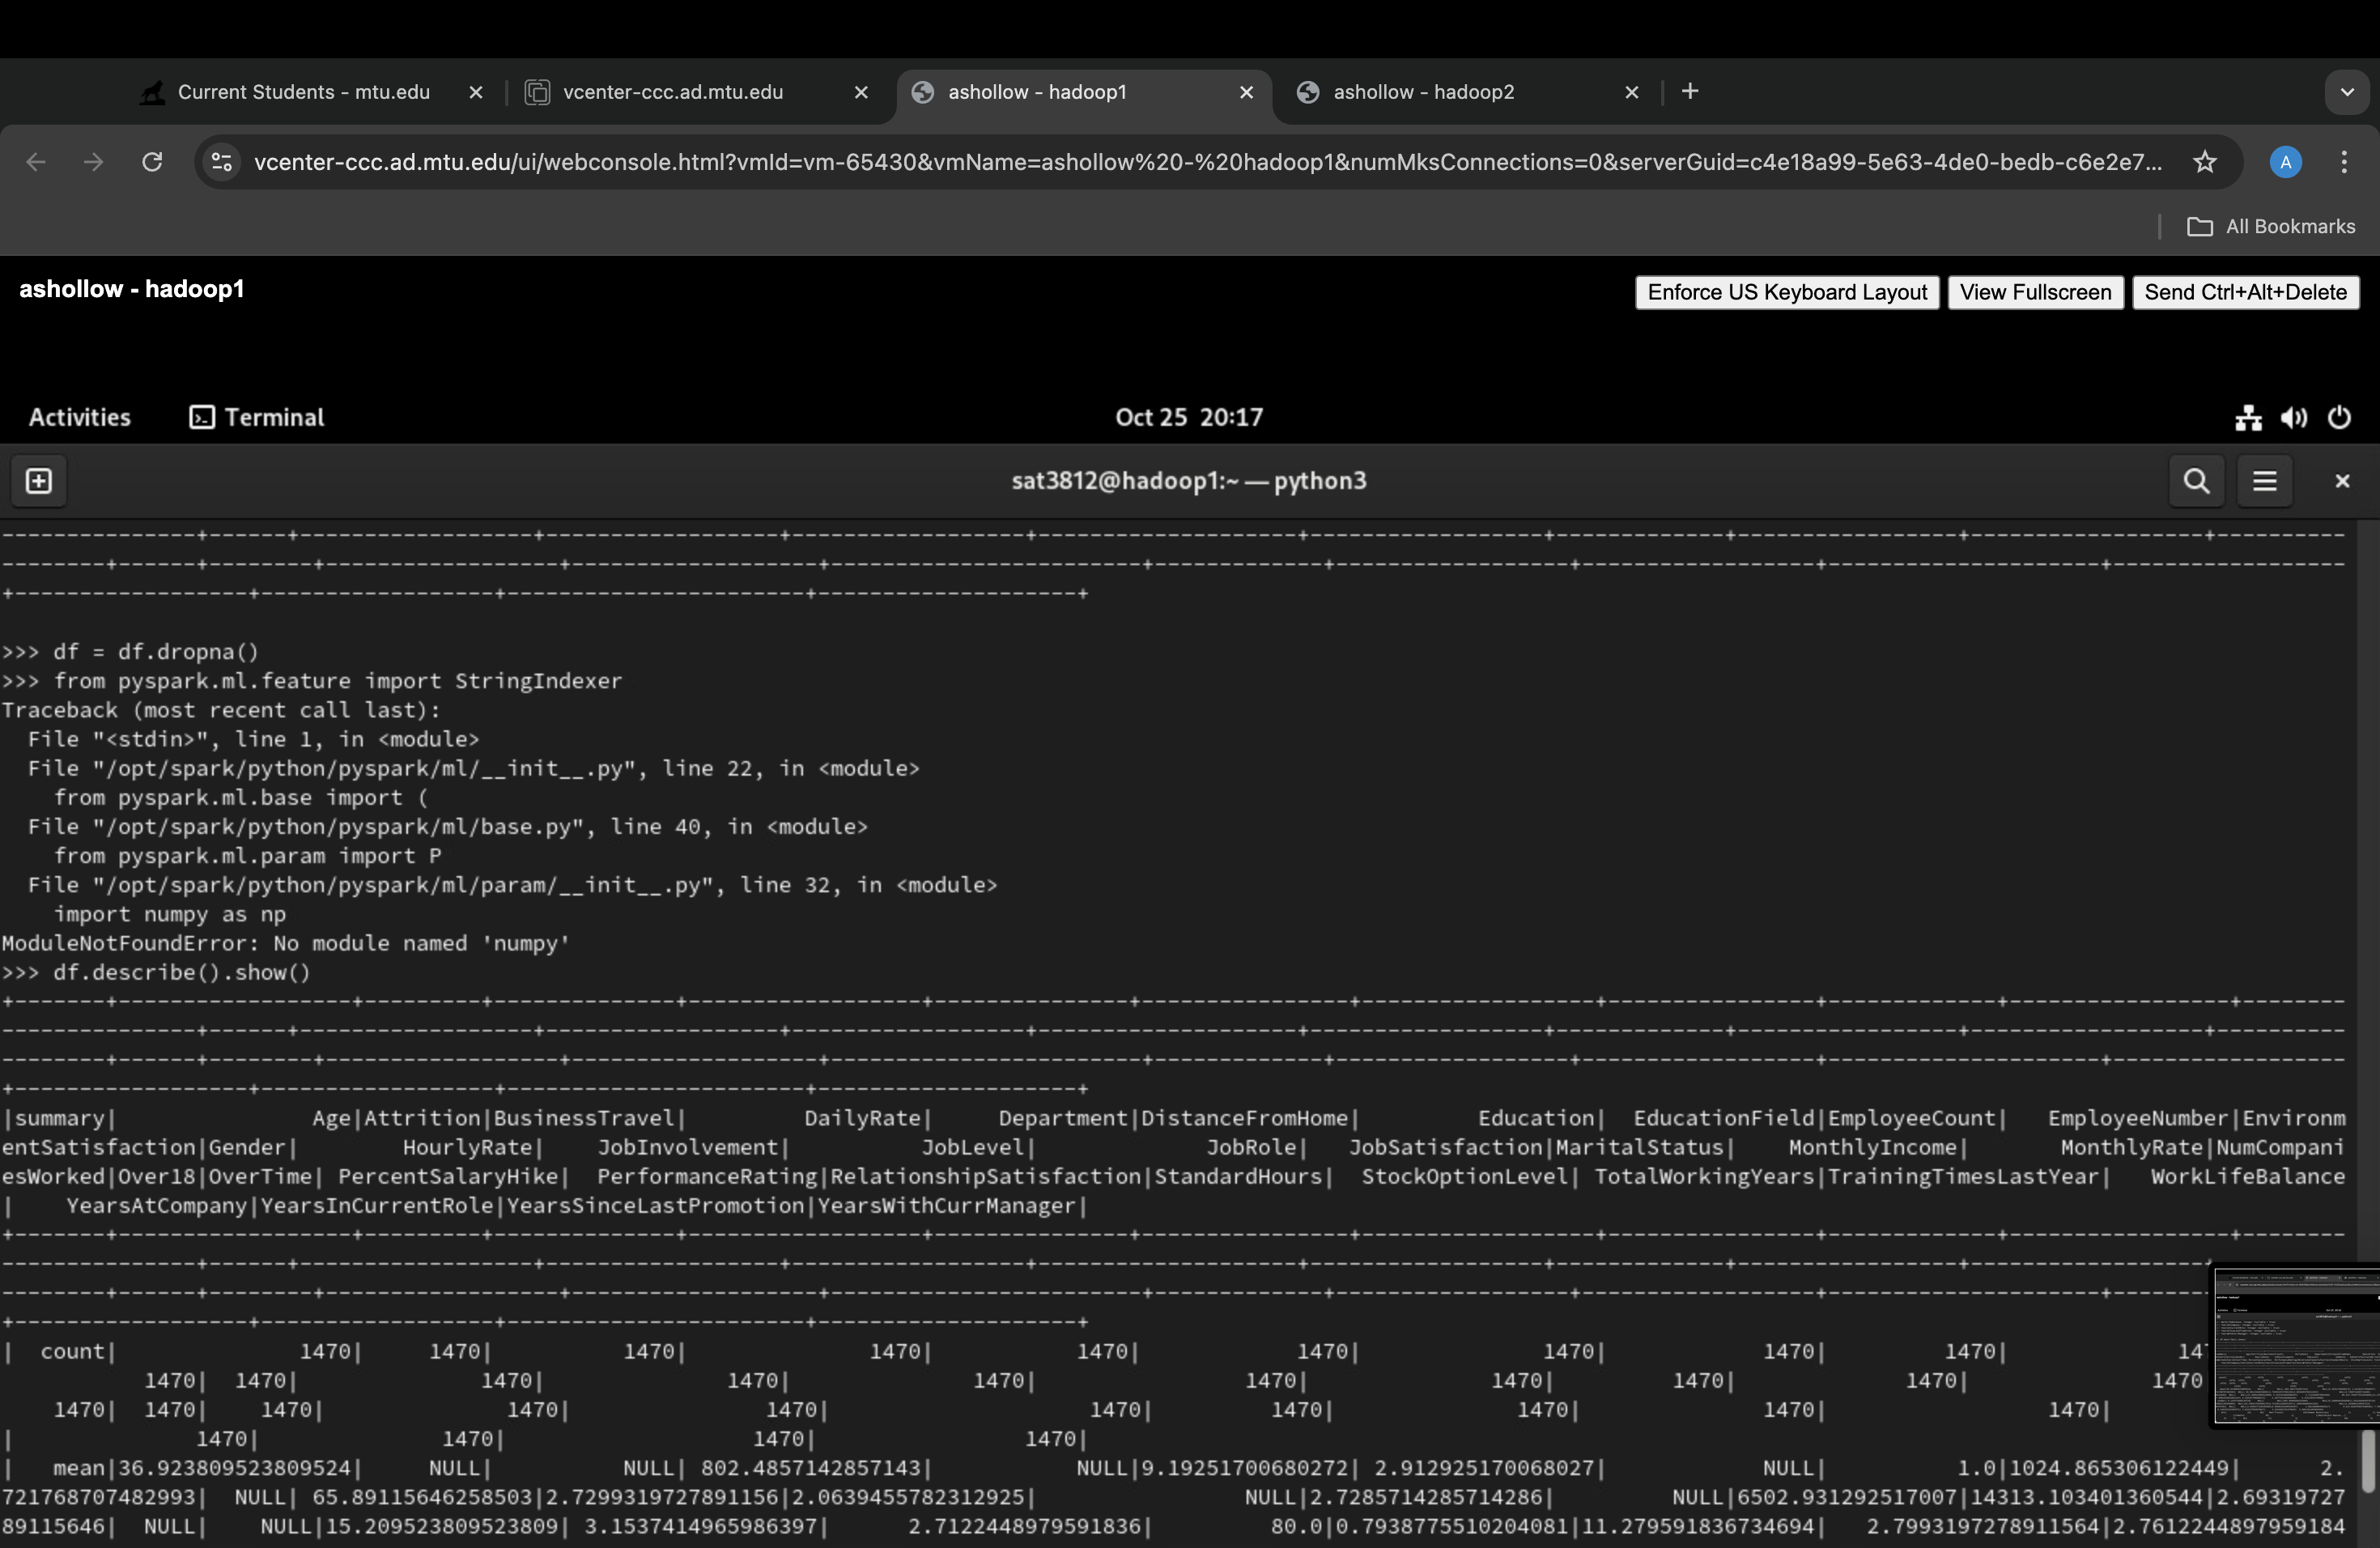 Current Students - mtu.edu
vcenter-ccc.ad.mtu.edu
ashollow - hadoop1
ashollow - hadoop2
vcenter-ccc.ad.mtu.edu/ui/webconsole.html?vmId=vm-65430&vmName=ashollow%20-%20hadoop1&numMksConnections=0&serverGuid=c4e18a99-5e63-4de0-bedb-c6e2e7...
A
All Bookmarks
ashollow - hadoop1
Enforce US Keyboard Layout
View Fullscreen
Send Ctrl+Alt+Delete
Activities
Terminal
Oct 25 20:17
sat3812@hadoop1:~ — python3
---------------+------+------------------+------------------+------------------+--------------------+------------------+-------------+-----------------+------------------+----------
--------+------+--------+------------------+-------------------+------------------------+-------------+------------------+------------------+---------------------+------------------
+------------------+------------------+-----------------------+--------------------+
>>> df = df.dropna()
>>> from pyspark.ml.feature import StringIndexer
Traceback (most recent call last):
  File "<stdin>", line 1, in <module>
  File "/opt/spark/python/pyspark/ml/__init__.py", line 22, in <module>
    from pyspark.ml.base import (
  File "/opt/spark/python/pyspark/ml/base.py", line 40, in <module>
    from pyspark.ml.param import P
  File "/opt/spark/python/pyspark/ml/param/__init__.py", line 32, in <module>
    import numpy as np
ModuleNotFoundError: No module named 'numpy'
>>> df.describe().show()
+-------+------------------+---------+--------------+------------------+---------------+----------------+------------------+----------------+-------------+-----------------+--------
---------------+------+------------------+------------------+------------------+--------------------+------------------+-------------+-----------------+------------------+----------
--------+------+--------+------------------+-------------------+------------------------+-------------+------------------+------------------+---------------------+------------------
+------------------+------------------+-----------------------+--------------------+
|summary|               Age|Attrition|BusinessTravel|         DailyRate|     Department|DistanceFromHome|         Education|  EducationField|EmployeeCount|   EmployeeNumber|Environm
entSatisfaction|Gender|        HourlyRate|    JobInvolvement|          JobLevel|             JobRole|   JobSatisfaction|MaritalStatus|    MonthlyIncome|       MonthlyRate|NumCompani
esWorked|Over18|OverTime| PercentSalaryHike|  PerformanceRating|RelationshipSatisfaction|StandardHours|  StockOptionLevel| TotalWorkingYears|TrainingTimesLastYear|   WorkLifeBalance
|    YearsAtCompany|YearsInCurrentRole|YearsSinceLastPromotion|YearsWithCurrManager|
+-------+------------------+---------+--------------+------------------+---------------+----------------+------------------+----------------+-------------+-----------------+--------
---------------+------+------------------+------------------+------------------+--------------------+------------------+-------------+-----------------+------------------+
--------+------+--------+------------------+-------------------+------------------------+-------------+------------------+------------------+---------------------+-------
+------------------+------------------+-----------------------+--------------------+
|  count|              1470|     1470|          1470|              1470|           1470|            1470|              1470|            1470|         1470|
           1470|  1470|              1470|              1470|              1470|                1470|              1470|         1470|             1470|              1470
    1470|  1470|    1470|              1470|               1470|                    1470|         1470|              1470|              1470|                 1470|
|              1470|              1470|                   1470|                1470|
|   mean|36.923809523809524|     NULL|          NULL| 802.4857142857143|           NULL|9.19251700680272| 2.912925170068027|            NULL|          1.0|1024.865306122449|      2.
721768707482993|  NULL| 65.89115646258503|2.7299319727891156|2.0639455782312925|                NULL|2.7285714285714286|         NULL|6502.931292517007|14313.103401360544|2.69319727
89115646|  NULL|    NULL|15.209523809523809| 3.1537414965986397|      2.7122448979591836|         80.0|0.7938775510204081|11.279591836734694|   2.7993197278911564|2.7612244897959184